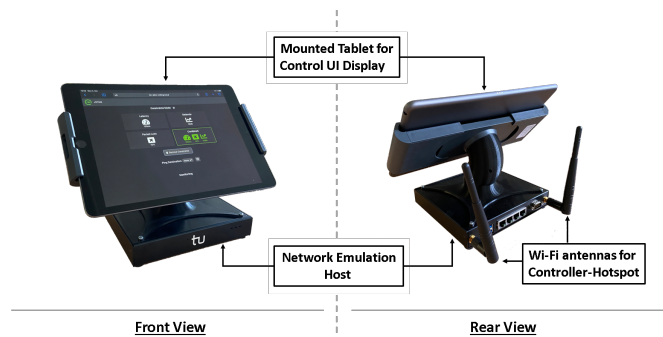 Mounted Tablet for
Control UI Display
tu
Network Emulation
Host
Wi-Fi antennas for
Controller-Hotspot
Front View
Rear View